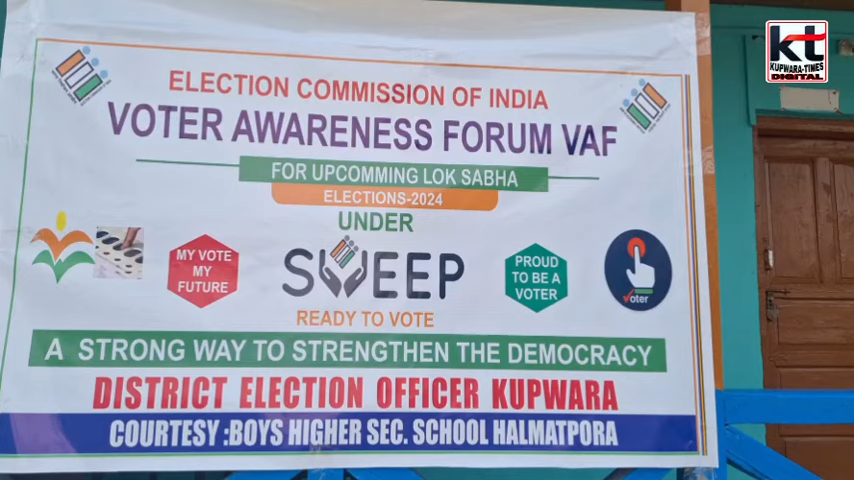 kt
KUPWARA-TIMES
DIGITAL
ELECTION COMMISSION OF INDIA
VOTER AWARENESS FORUM VAF
FOR UPCOMMING LOK SABHA
ELECTIONS-2024
UNDER
MY VOTE
MY
FUTURE
SWEEP
PROUD
TO BE A
VOTER
Voter
READY TO VOTE
A STRONG WAY TO STRENGTHEN THE DEMOCRACY
DISTRICT ELECTION OFFICER KUPWARA
COURTESY :BOYS HIGHER SEC. SCHOOL HALMATPORA